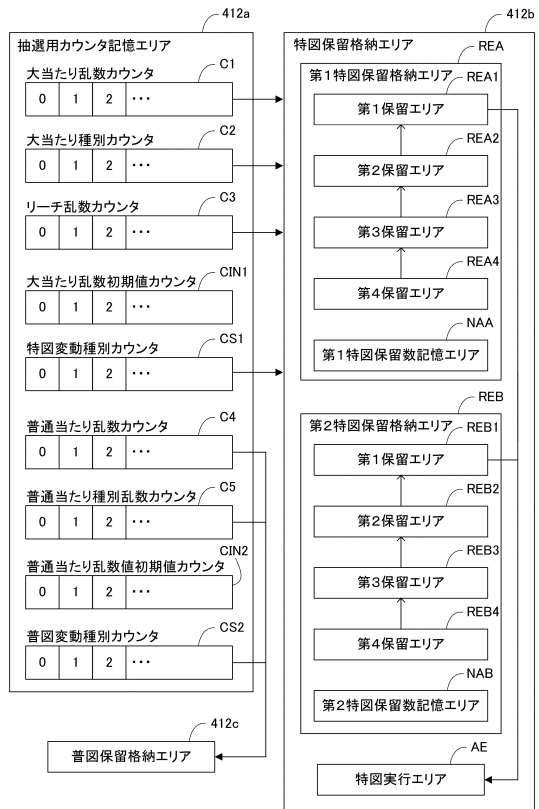 412a
抽選用カウンタ記憶エリア
C1
大当たり乱数カウンタ
0 1 2 ･･･
C2
大当たり種別カウンタ
0 1 2 ･･･
C3
リーチ乱数カウンタ
0 1 2 ･･･
CIN1
大当たり乱数初期値カウンタ
0 1 2 ･･･
CS1
特図変動種別カウンタ
0 1 2 ･･･
C4
普通当たり乱数カウンタ
0 1 2 ･･･
C5
普通当たり種別乱数カウンタ
0 1 2 ･･･
普通当たり乱数値初期値カウンタ
CIN2
0 1 2 ･･･
CS2
普図変動種別カウンタ
0 1 2 ･･･
412c
普図保留格納エリア
412b
特図保留格納エリア
REA
第1特図保留格納エリア
REA1
第1保留エリア
REA2
第2保留エリア
REA3
第3保留エリア
REA4
第4保留エリア
NAA
第1特図保留数記憶エリア
REB
第2特図保留格納エリア
REB1
第1保留エリア
REB2
第2保留エリア
REB3
第3保留エリア
REB4
第4保留エリア
NAB
第2特図保留数記憶エリア
AE
特図実行エリア